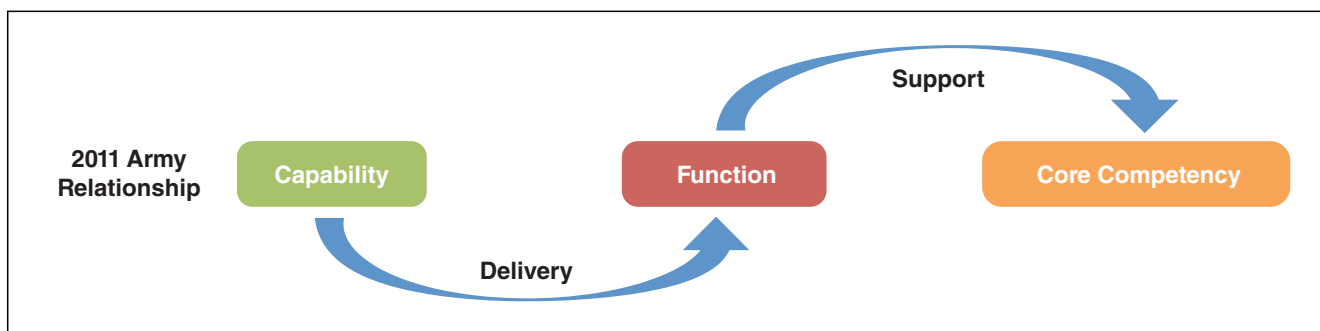 Support
2011 Army
Relationship
Capability
Function
Core Competency
Delivery